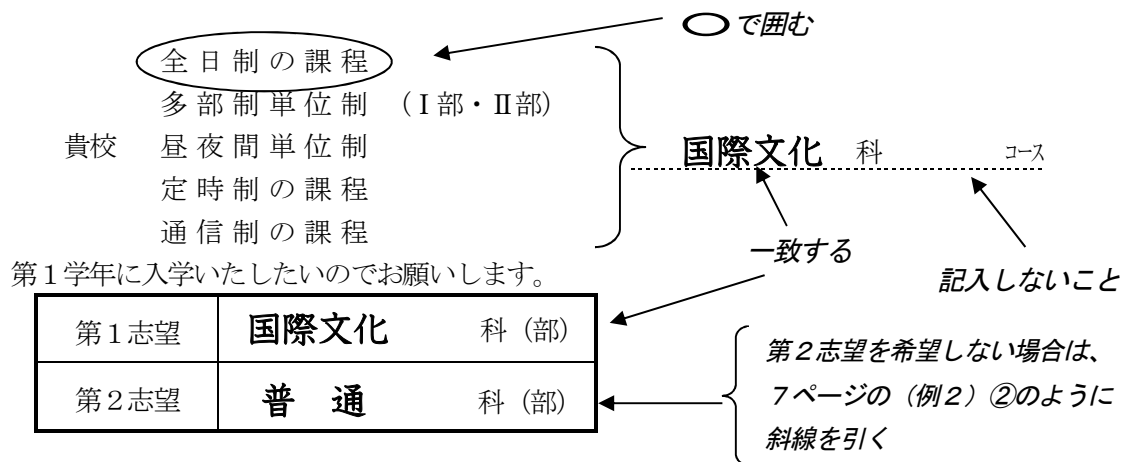 ○で囲む
全日制の課程
多部制単位制 (Ⅰ部・Ⅱ部)
貴校 昼夜間単位制
国際文化 科 コース
定時制の課程
通信制の課程
一致する
記入しないこと
第1学年に入学いたしたいのでお願いします。
第1志望 国際文化 科(部)
第2志望 普通 科(部)
第2志望を希望しない場合は、
7ページの(例2)②のように
斜線を引く